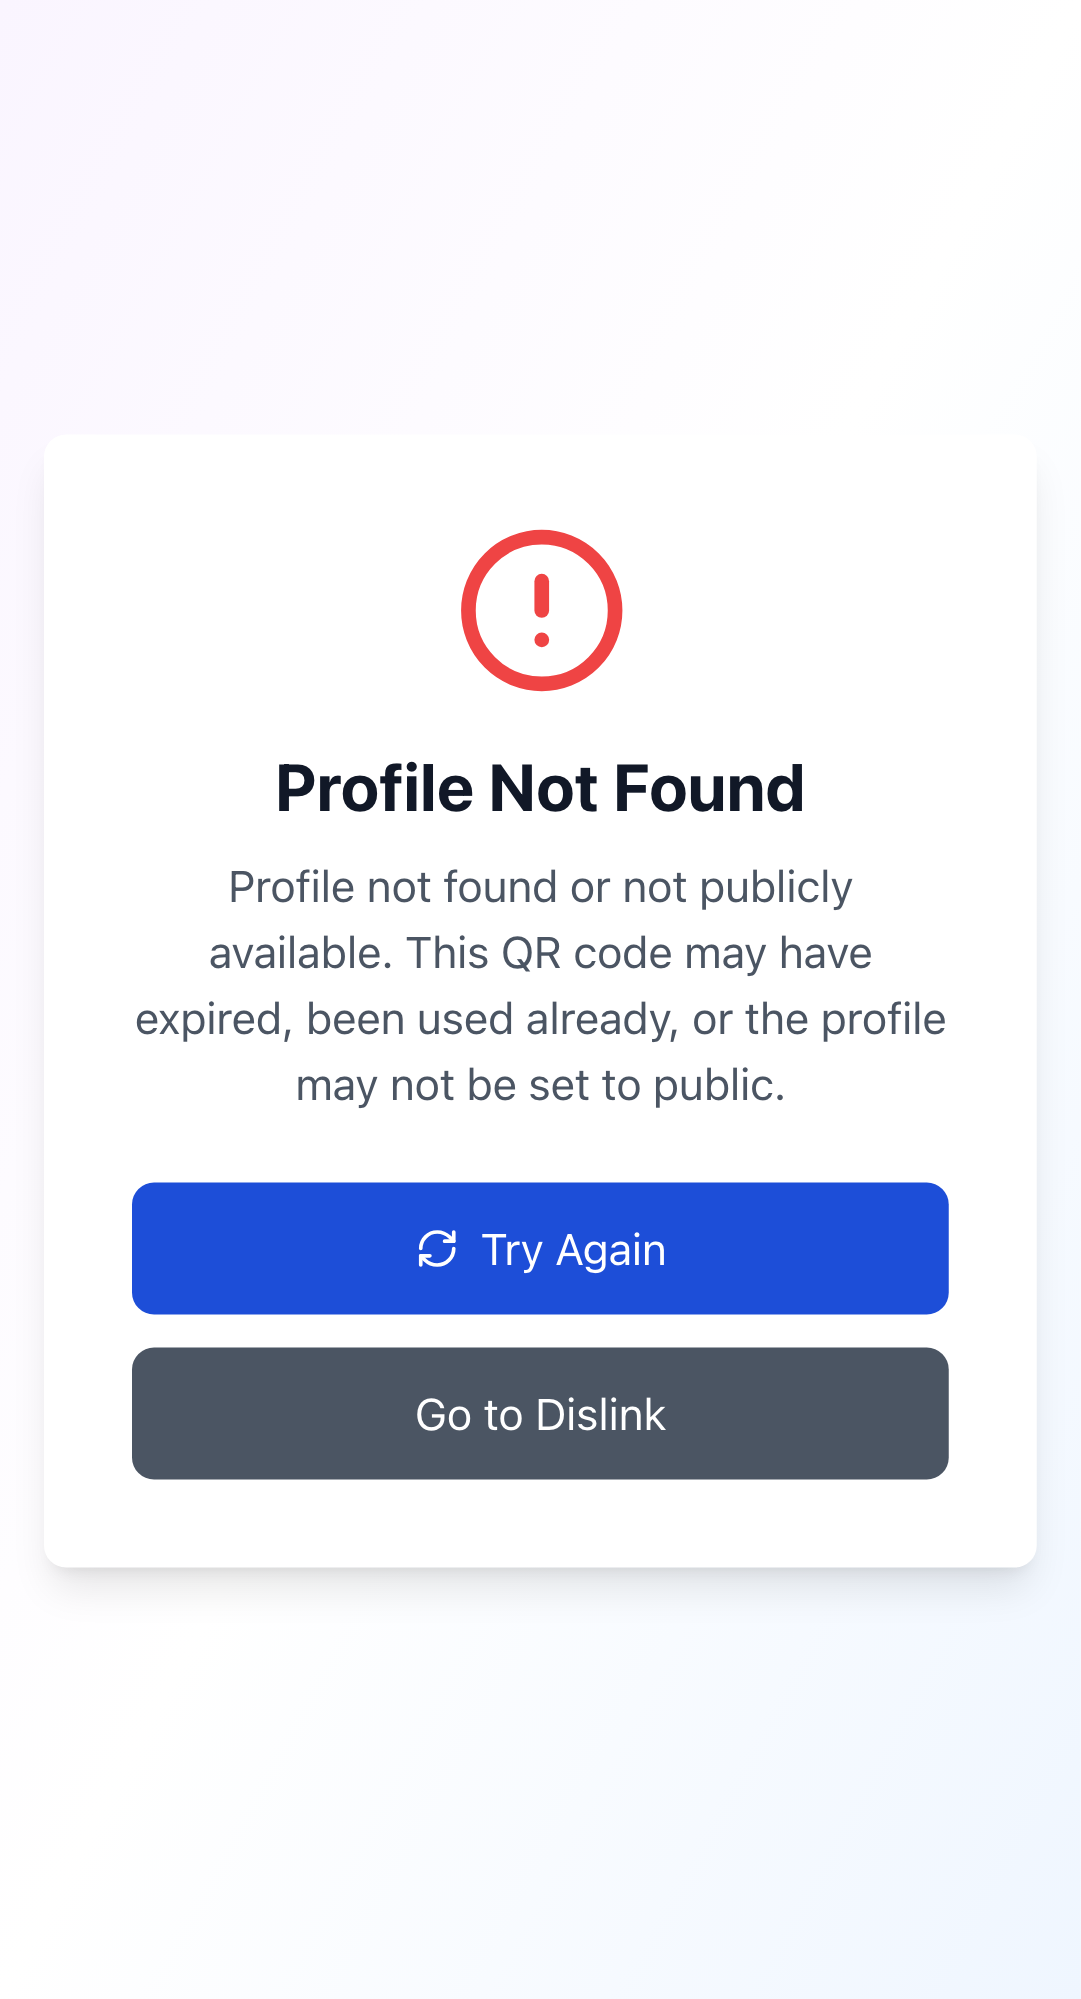 Profile Not Found
Profile not found or not publicly
available. This QR code may have
expired, been used already, or the profile
may not be set to public.
Try Again
Go to Dislink